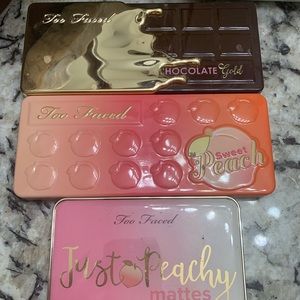 Too Faced
CHOCOLATE Gold
Too Faced
Sweet
Peach
Too Faced
Just Peachy
mattes